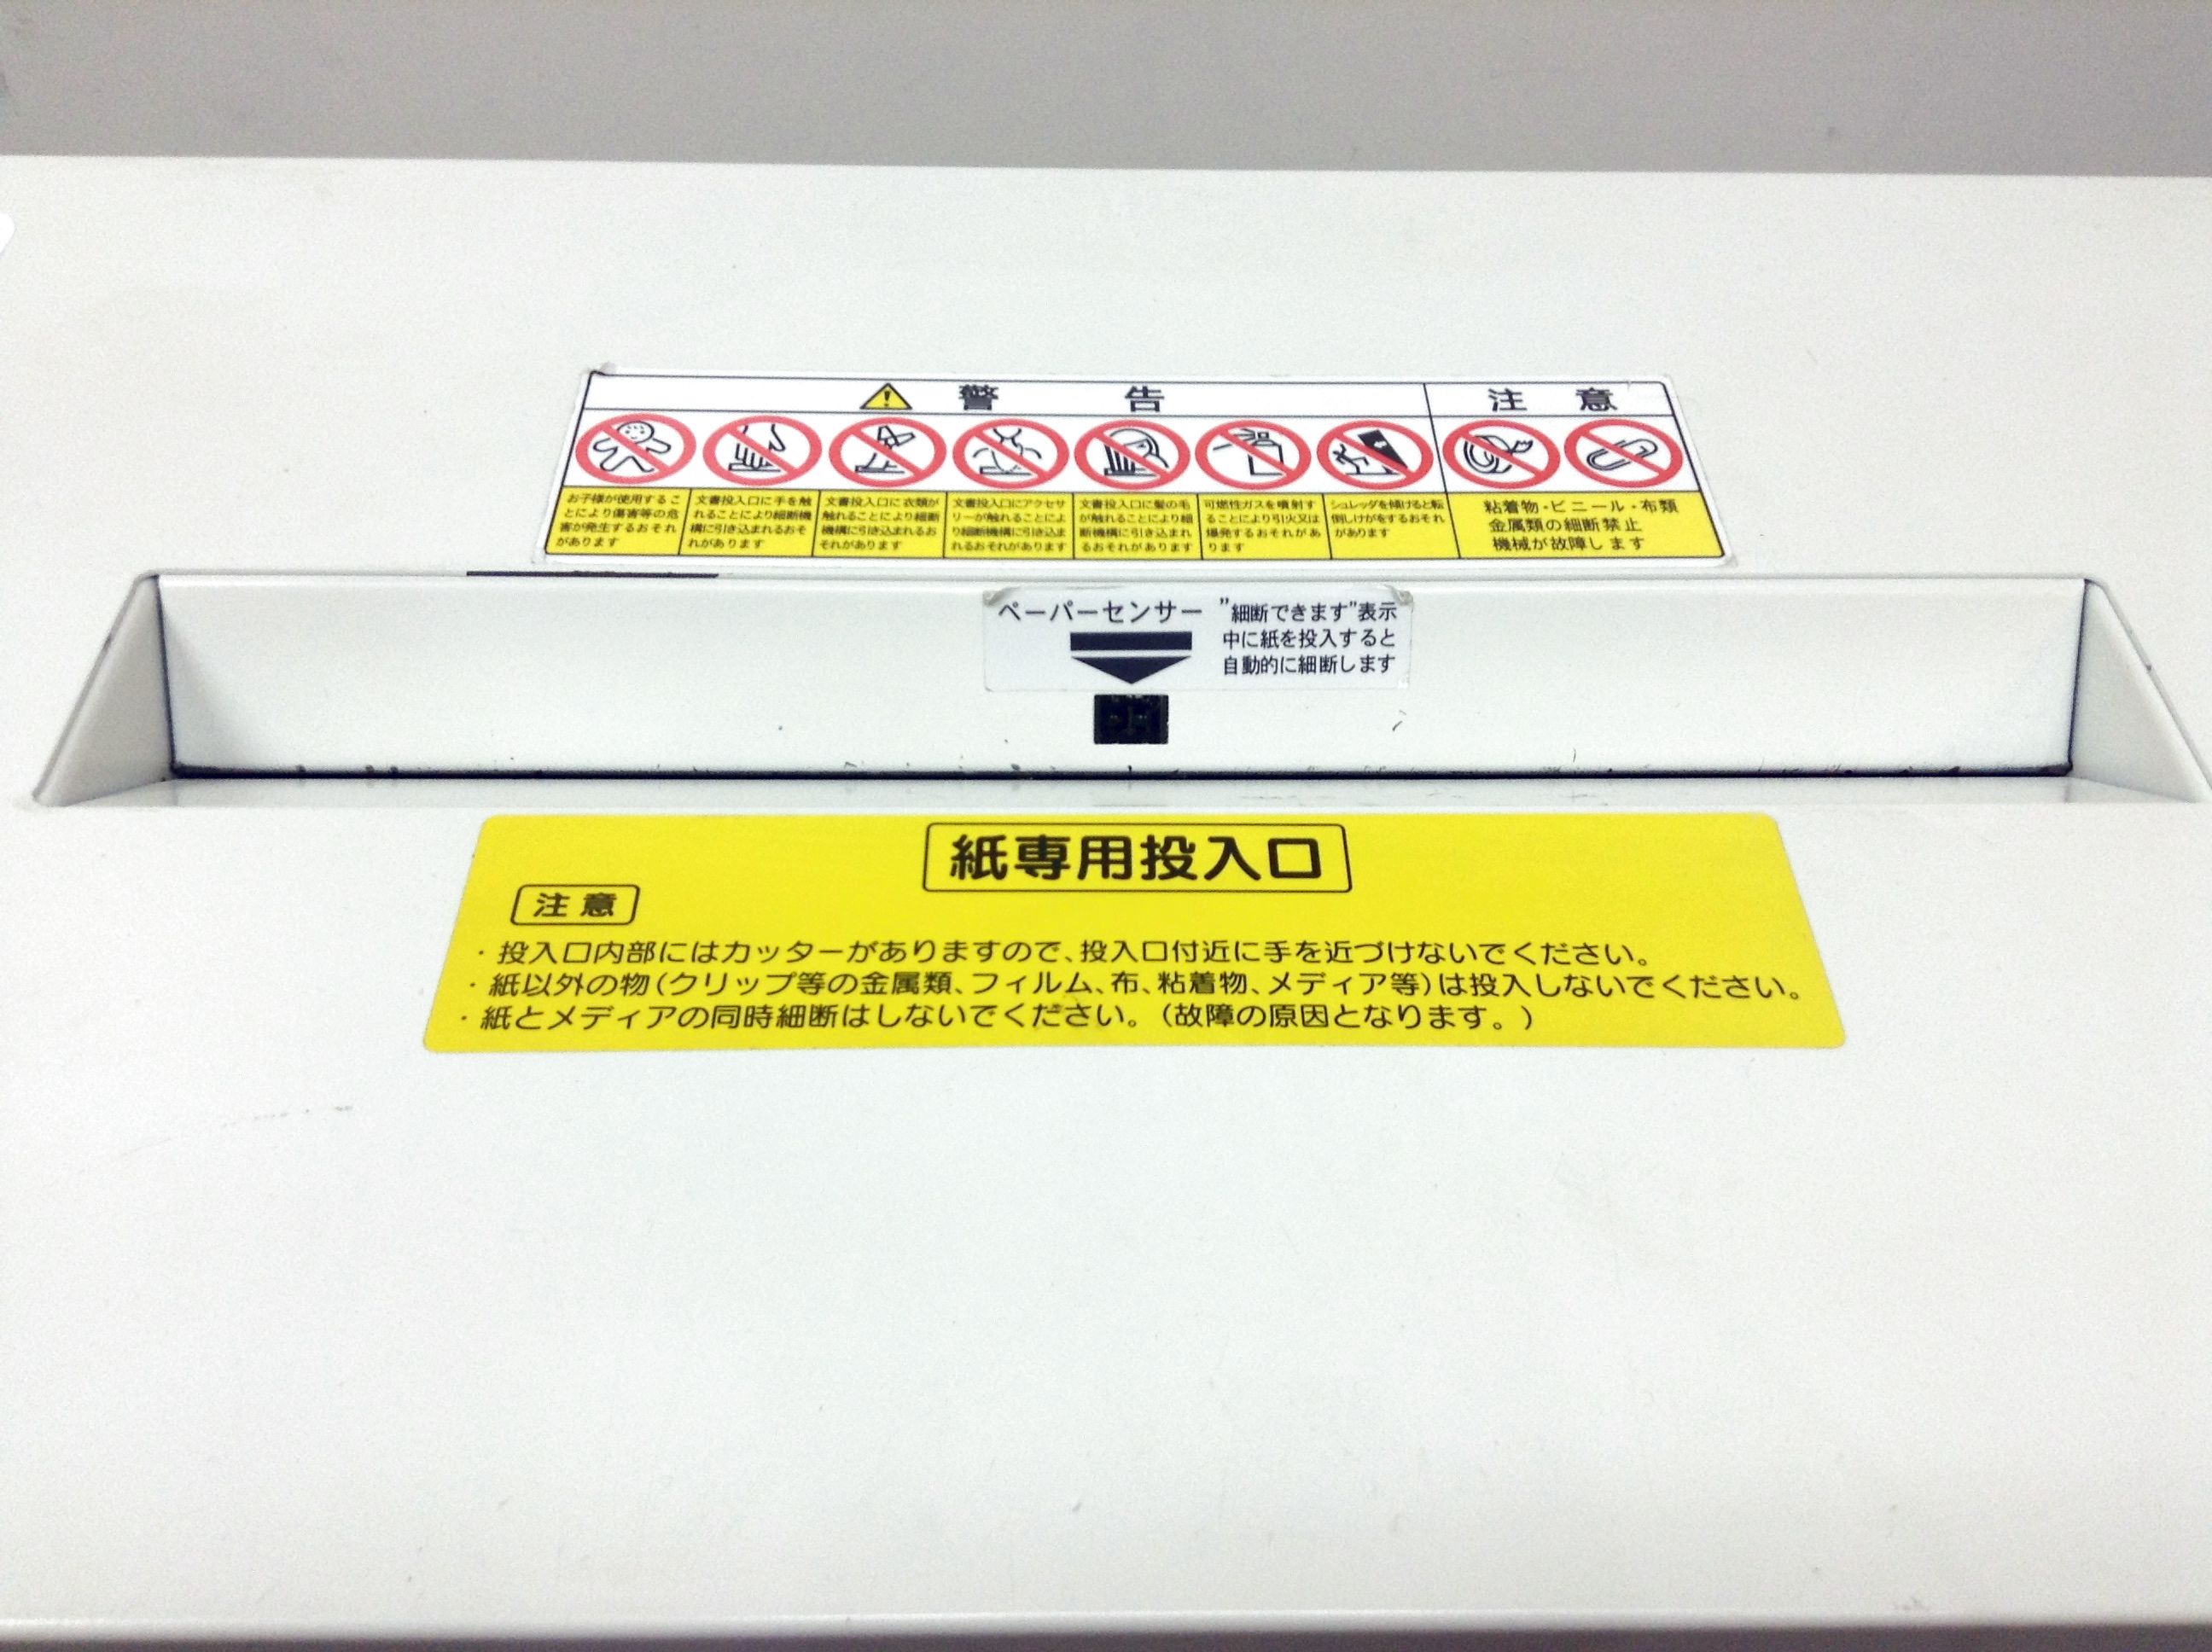 警告
注意
お子様が使用するこ
とにより傷害等の危
害が発生するおそれ
があります
文書投入口に手を触
れることにより細断機
構に引き込まれるおそ
れがあります
文書投入口に衣類が
触れることにより細断
機構に引き込まれるお
それがあります
文書投入口にアクセサ
リーが触れることによ
り細断機構に引き込ま
れるおそれがあります
文書投入口に髪の毛
が触れることにより細
断機構に引き込まれ
るおそれがあります
可燃性ガスを噴射す
ることにより引火又は
爆発するおそれがあ
ります
シュレッダを傾けると転
倒しけがをするおそれ
があります
粘着物・ビニール・布類
金属類の細断禁止
機械が故障します
ペーパーセンサー
”細断できます”表示
中に紙を投入すると
自動的に細断します
紙専用投入口
注意
・投入口内部にはカッターがありますので、投入口付近に手を近づけないでください。
・紙以外の物(クリップ等の金属類、フィルム、布、粘着物、メディア等)は投入しないでください。
・紙とメディアの同時細断はしないでください。(故障の原因となります。)